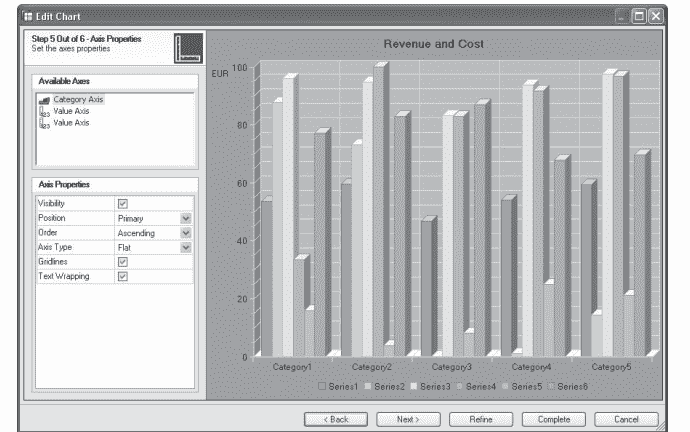 Edit Chart
Step 5 Out of 6 - Axis Properties
Set the axes properties
Available Axes
Category Axis
Value Axis
Value Axis
Axis Properties
Visibility
Position Primary
Order Ascending
Axis Type Flat
Gridlines
Text Wrapping
Revenue and Cost
EUR
100
80
60
40
20
0
Category1 Category2 Category3 Category4 Category5
Series1 Series2 Series3 Series4 Series5 Series6
< Back Next > Refine Complete Cancel